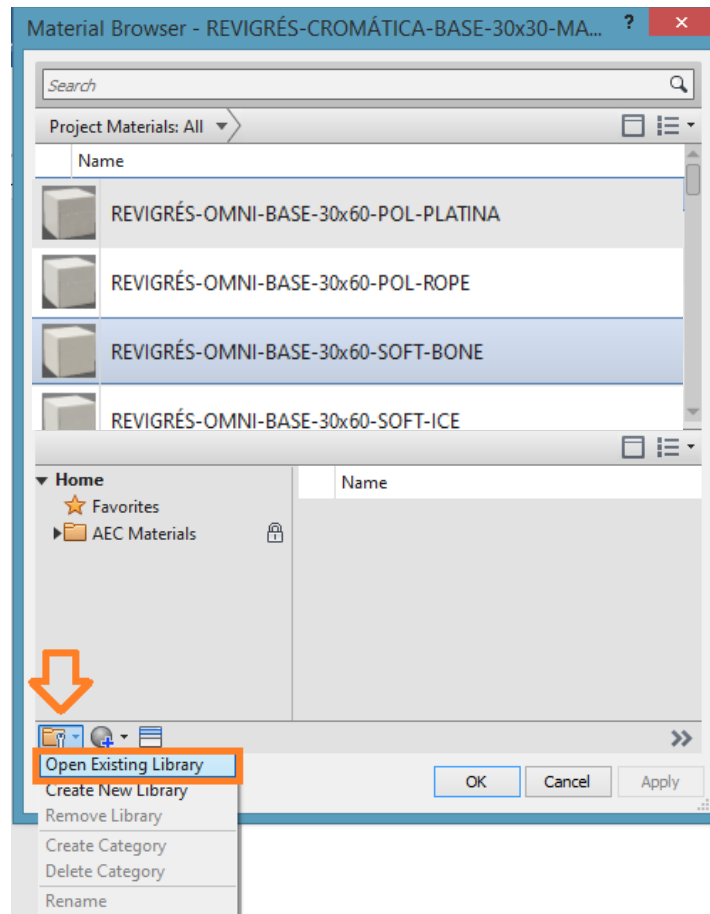 Material Browser - REVIGRÉS-CROMÁTICA-BASE-30x30-MA... ?
Search
Project Materials: All
Name
REVIGRÉS-OMNI-BASE-30x60-POL-PLATINA
REVIGRÉS-OMNI-BASE-30x60-POL-ROPE
REVIGRÉS-OMNI-BASE-30x60-SOFT-BONE
REVIGRÉS-OMNI-BASE-30x60-SOFT-ICE
Home
Name
Favorites
AEC Materials
Open Existing Library
Create New Library
OK Cancel Apply
Remove Library
Create Category
Delete Category
Rename